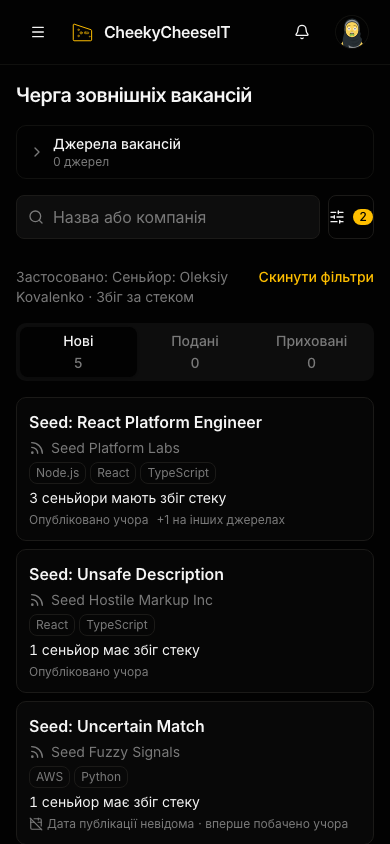 CheekyCheeseIT
Черга зовнішніх вакансій
Джерела вакансій
0 джерел
Назва або компанія
2
Застосовано: Сеньйор: Oleksiy
Kovalenko · Збіг за стеком
Скинути фільтри
Нові
5
Подані
0
Приховані
0
Seed: React Platform Engineer
Seed Platform Labs
Node.js React TypeScript
3 сеньйори мають збіг стеку
Опубліковано учора +1 на інших джерелах
Seed: Unsafe Description
Seed Hostile Markup Inc
React TypeScript
1 сеньйор має збіг стеку
Опубліковано учора
Seed: Uncertain Match
Seed Fuzzy Signals
AWS Python
1 сеньйор має збіг стеку
Дата публікації невідома · вперше побачено учора